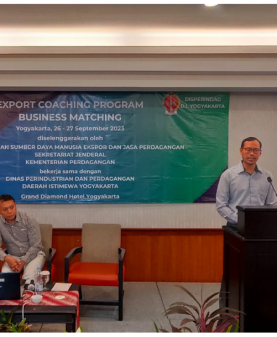 EXPORT COACHING PROGRAM
BUSINESS MATCHING
Yogyakarta, 26 - 27 September 2023
diselenggarakan oleh
SUMBER DAYA MANUSIA EKSPOR DAN JASA PERDAGANGAN
SEKRETARIAT JENDERAL
KEMENTERIAN PERDAGANGAN
bekerja sama dengan
DINAS PERINDUSTRIAN DAN PERDAGANGAN
DAERAH ISTIMEWA YOGYAKARTA
Grand Diamond Hotel Yogyakarta
DISPERINDAG
YOGYAKARTA